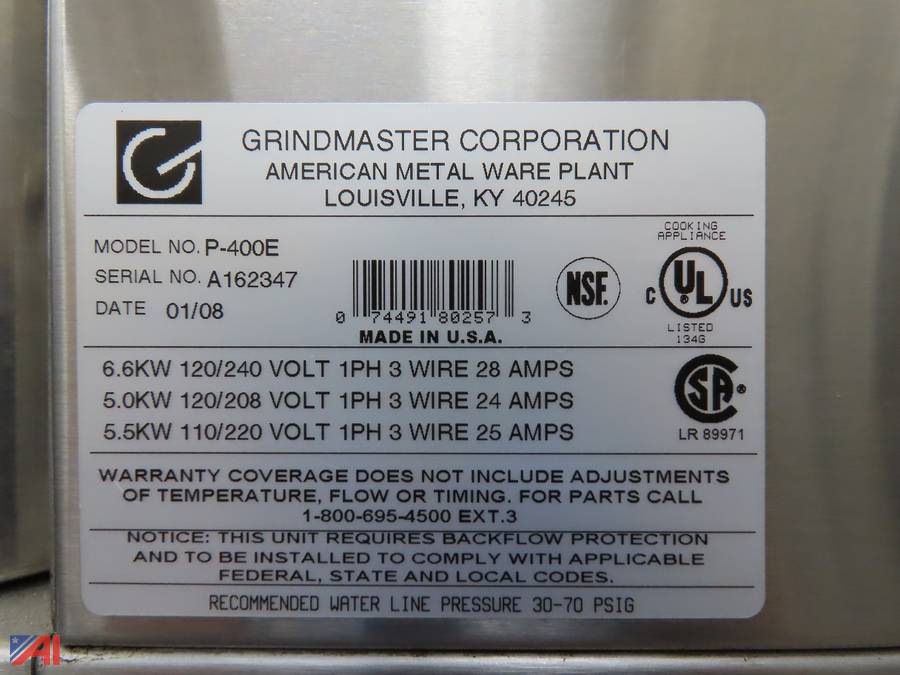 GRINDMASTER CORPORATION
AMERICAN METAL WARE PLANT
LOUISVILLE, KY 40245
MODEL NO. P-400E
SERIAL NO. A162347
DATE 01/08
0 74491 80257 3
MADE IN U.S.A.
NSF.
COOKING
APPLIANCE
C UL ® US
LISTED
134G
6.6KW 120/240 VOLT 1PH 3 WIRE 28 AMPS
5.0KW 120/208 VOLT 1PH 3 WIRE 24 AMPS
5.5KW 110/220 VOLT 1PH 3 WIRE 25 AMPS
SA ®
LR 89971
WARRANTY COVERAGE DOES NOT INCLUDE ADJUSTMENTS
OF TEMPERATURE, FLOW OR TIMING. FOR PARTS CALL
1-800-695-4500 EXT.3
NOTICE: THIS UNIT REQUIRES BACKFLOW PROTECTION
AND TO BE INSTALLED TO COMPLY WITH APPLICABLE
FEDERAL, STATE AND LOCAL CODES.
RECOMMENDED WATER LINE PRESSURE 30-70 PSIG
AI